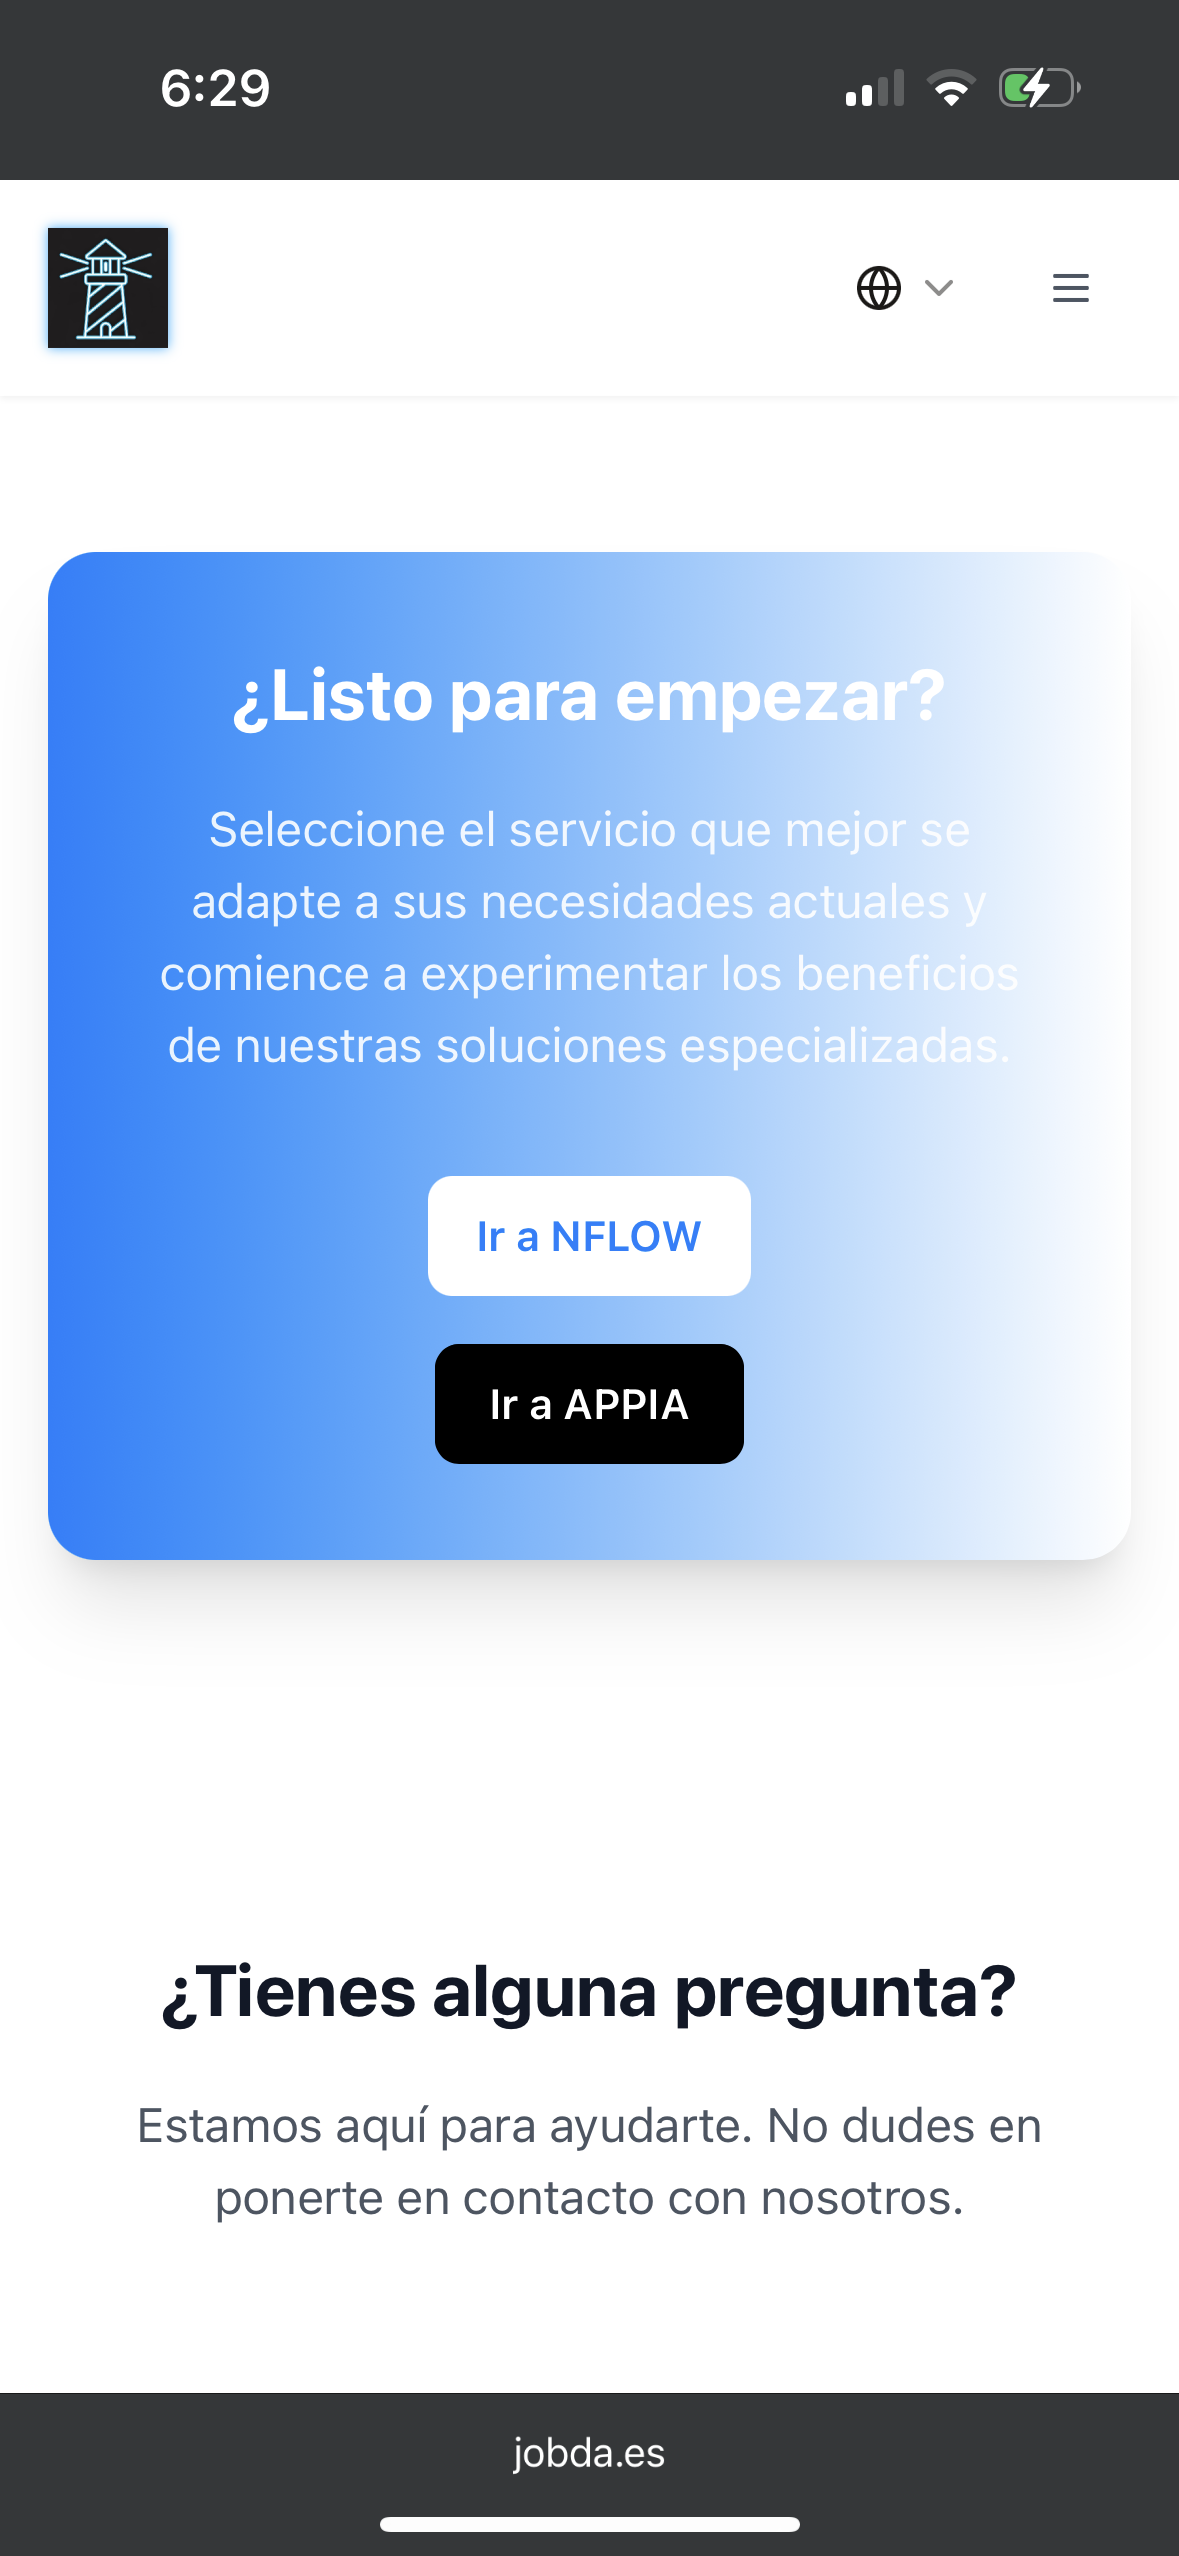 6:29
¿Listo para empezar?
Seleccione el servicio que mejor se
adapte a sus necesidades actuales y
comience a experimentar los beneficios
de nuestras soluciones especializadas.
Ir a NFLOW
Ir a APPIA
¿Tienes alguna pregunta?
Estamos aquí para ayudarte. No dudes en
ponerte en contacto con nosotros.
jobda.es